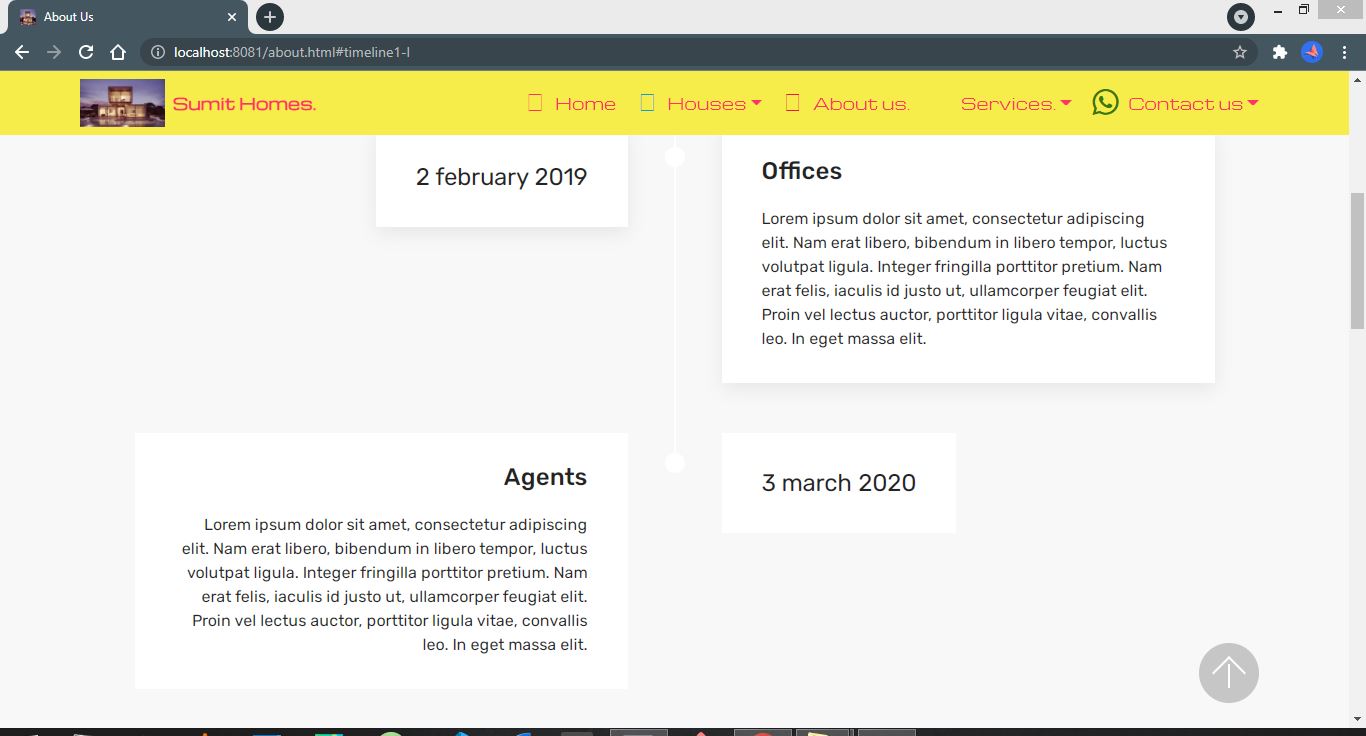 About Us
localhost:8081/about.html#timeline1-l
Sumit Homes.
Home
Houses
About us.
Services.
Contact us
2 february 2019
Offices
Lorem ipsum dolor sit amet, consectetur adipiscing
elit. Nam erat libero, bibendum in libero tempor, luctus
volutpat ligula. Integer fringilla porttitor pretium. Nam
erat felis, iaculis id justo ut, ullamcorper feugiat elit.
Proin vel lectus auctor, porttitor ligula vitae, convallis
leo. In eget massa elit.
Agents
Lorem ipsum dolor sit amet, consectetur adipiscing
elit. Nam erat libero, bibendum in libero tempor, luctus
volutpat ligula. Integer fringilla porttitor pretium. Nam
erat felis, iaculis id justo ut, ullamcorper feugiat elit.
Proin vel lectus auctor, porttitor ligula vitae, convallis
leo. In eget massa elit.
3 march 2020